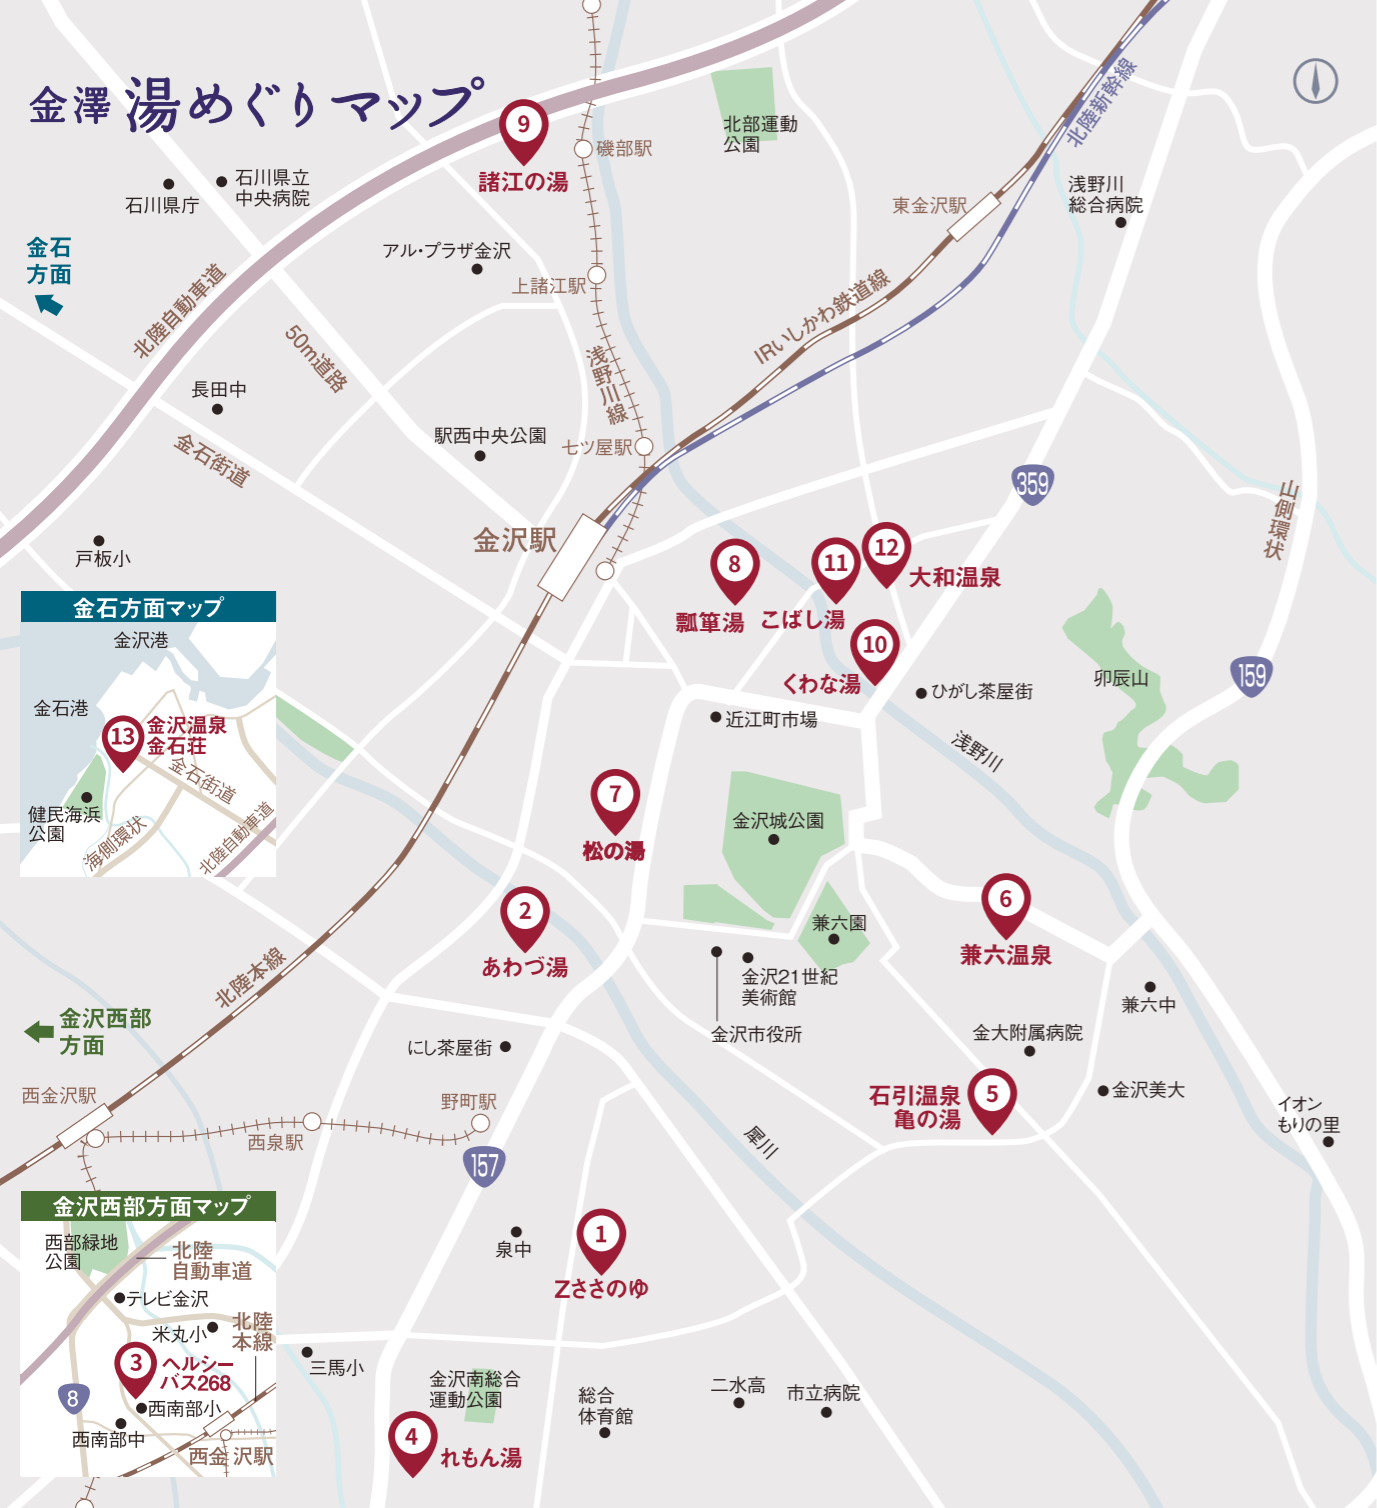 金澤 湯めぐりマップ
9
諸江の湯
磯部駅
北部運動
公園
北陸新幹線
石川県庁
石川県立
中央病院
浅野川
総合病院
東金沢駅
金石
方面
アル・プラザ金沢
上諸江駅
北陸自動車道
50m道路
IRいしかわ鉄道線
浅野川線
長田中
金石街道
駅西中央公園
七ツ屋駅
359
山側環状
金沢駅
戸板小
8
瓢箪湯
11
こばし湯
12
大和温泉
10
くわな湯
159
卯辰山
ひがし茶屋街
近江町市場
浅野川
金石方面マップ
金沢港
金石港
13
金沢温泉
金石荘
金石街道
健民海浜
公園
海側環状
北陸自動車道
7
松の湯
金沢城公園
2
あわづ湯
6
兼六温泉
兼六園
金沢21世紀
美術館
金沢市役所
兼六中
北陸本線
金沢西部
方面
にし茶屋街
金大附属病院
金沢美大
5
石引温泉
亀の湯
イオン
もりの里
西金沢駅
西泉駅
野町駅
157
犀川
金沢西部方面マップ
西部緑地
公園
北陸
自動車道
テレビ金沢
米丸小
北陸
本線
3
ヘルシー
バス268
8
西南部小
西南部中
西金沢駅
泉中
1
Zささのゆ
三馬小
金沢南総合
運動公園
総合
体育館
二水高
市立病院
4
れもん湯